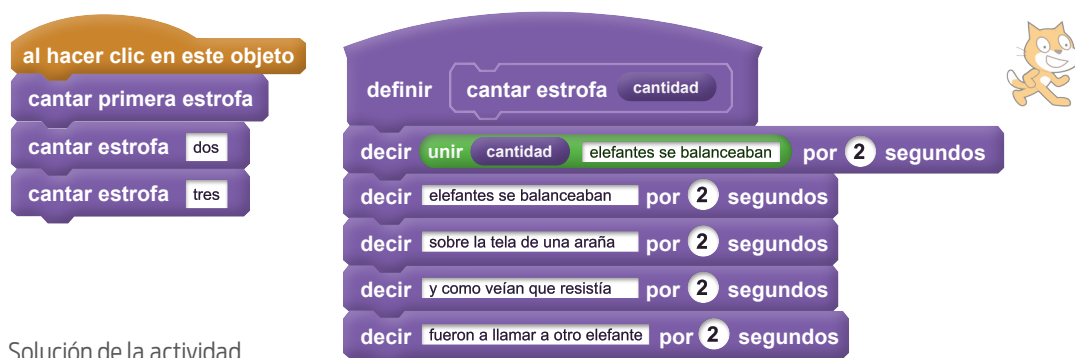 al hacer clic en este objeto
cantar primera estrofa
cantar estrofa dos
cantar estrofa tres
definir cantar estrofa cantidad
decir unir cantidad elefantes se balanceaban por 2 segundos
decir elefantes se balanceaban por 2 segundos
decir sobre la tela de una araña por 2 segundos
decir y como veían que resistía por 2 segundos
decir fueron a llamar a otro elefante por 2 segundos
Solución de la actividad